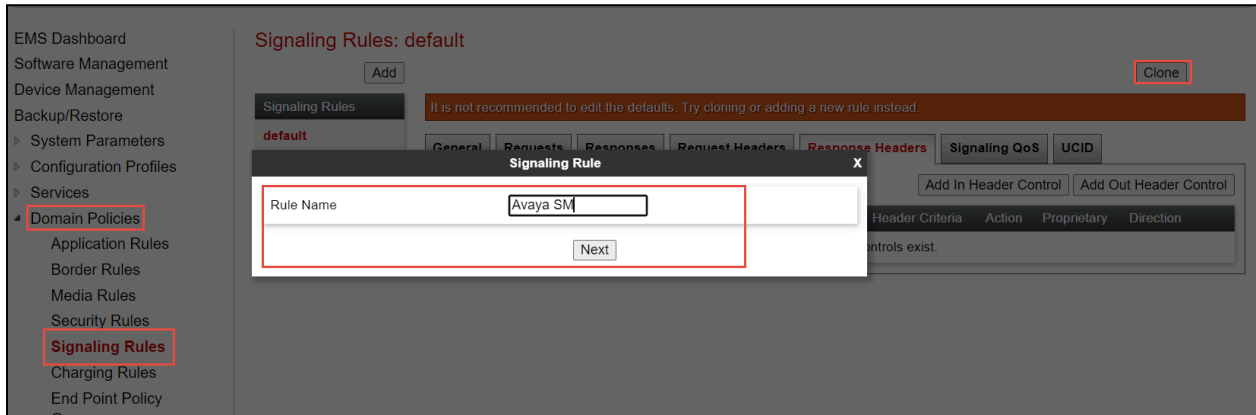 EMS Dashboard
Software Management
Device Management
Backup/Restore
System Parameters
Configuration Profiles
Services
Domain Policies
Application Rules
Border Rules
Media Rules
Security Rules
Signaling Rules
Charging Rules
End Point Policy
Signaling Rules: default
Add
Clone
Signaling Rules
default
It is not recommended to edit the defaults. Try cloning or adding a new rule instead.
General Requests Responses Request Headers Response Headers Signaling QoS UCID
Add In Header Control Add Out Header Control
Header Criteria Action Proprietary Direction
exist.
Signaling Rule X
Rule Name Avaya SM
Next